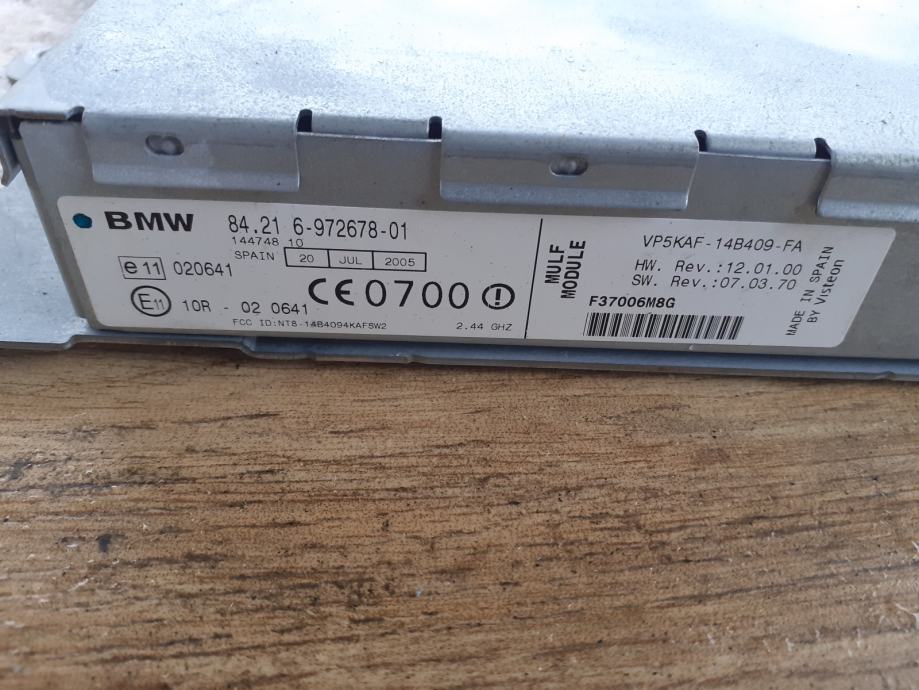 BMW 84.21 6-972678-01
144748 10
SPAIN 20 JUL 2005
e11 020641
E11 10R - 02 0641
CE 0700
FCC ID:NT8-14B4094KAFSW2 2.44 GHZ
MULF MODULE
VP5KAF-14B409-FA
HW. Rev.:12.01.00
SW. Rev.:07.03.70
F37006M8G
MADE IN SPAIN
BY Visteon